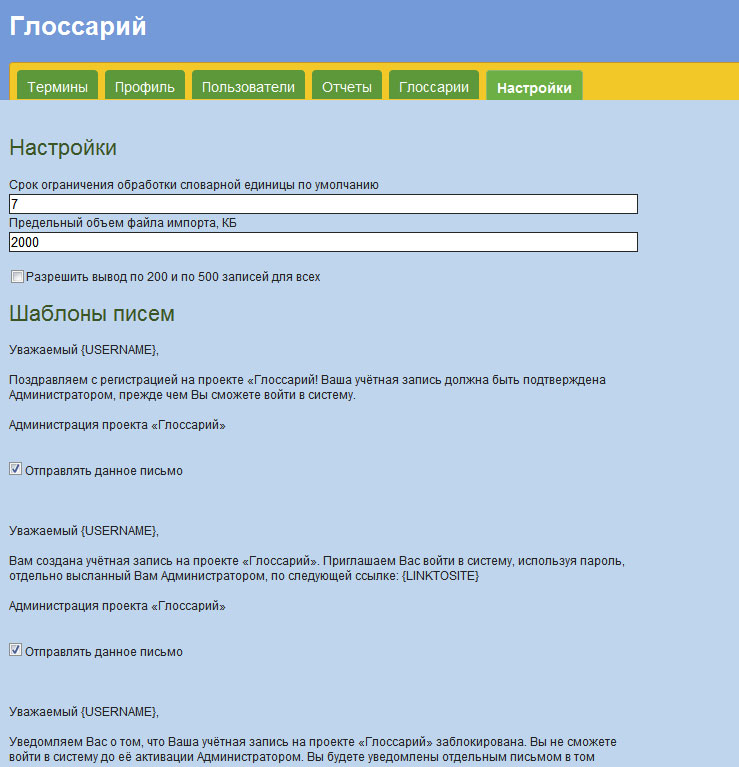 Глоссарий
Термины Профиль Пользователи Отчеты Глоссарии Настройки
Настройки
Срок ограничения обработки словарной единицы по умолчанию
7
Предельный объем файла импорта, КБ
2000
Разрешить вывод по 200 и по 500 записей для всех
Шаблоны писем
Уважаемый {USERNAME},
Поздравляем с регистрацией на проекте «Глоссарий! Ваша учётная запись должна быть подтверждена
Администратором, прежде чем Вы сможете войти в систему.
Администрация проекта «Глоссарий»
Отправлять данное письмо
Уважаемый {USERNAME},
Вам создана учётная запись на проекте «Глоссарий». Приглашаем Вас войти в систему, используя пароль,
отдельно высланный Вам Администратором, по следующей ссылке: {LINKTOSITE}
Администрация проекта «Глоссарий»
Отправлять данное письмо
Уважаемый {USERNAME},
Уведомляем Вас о том, что Ваша учётная запись на проекте «Глоссарий» заблокирована. Вы не сможете
войти в систему до её активации Администратором. Вы будете уведомлены отдельным письмом в том